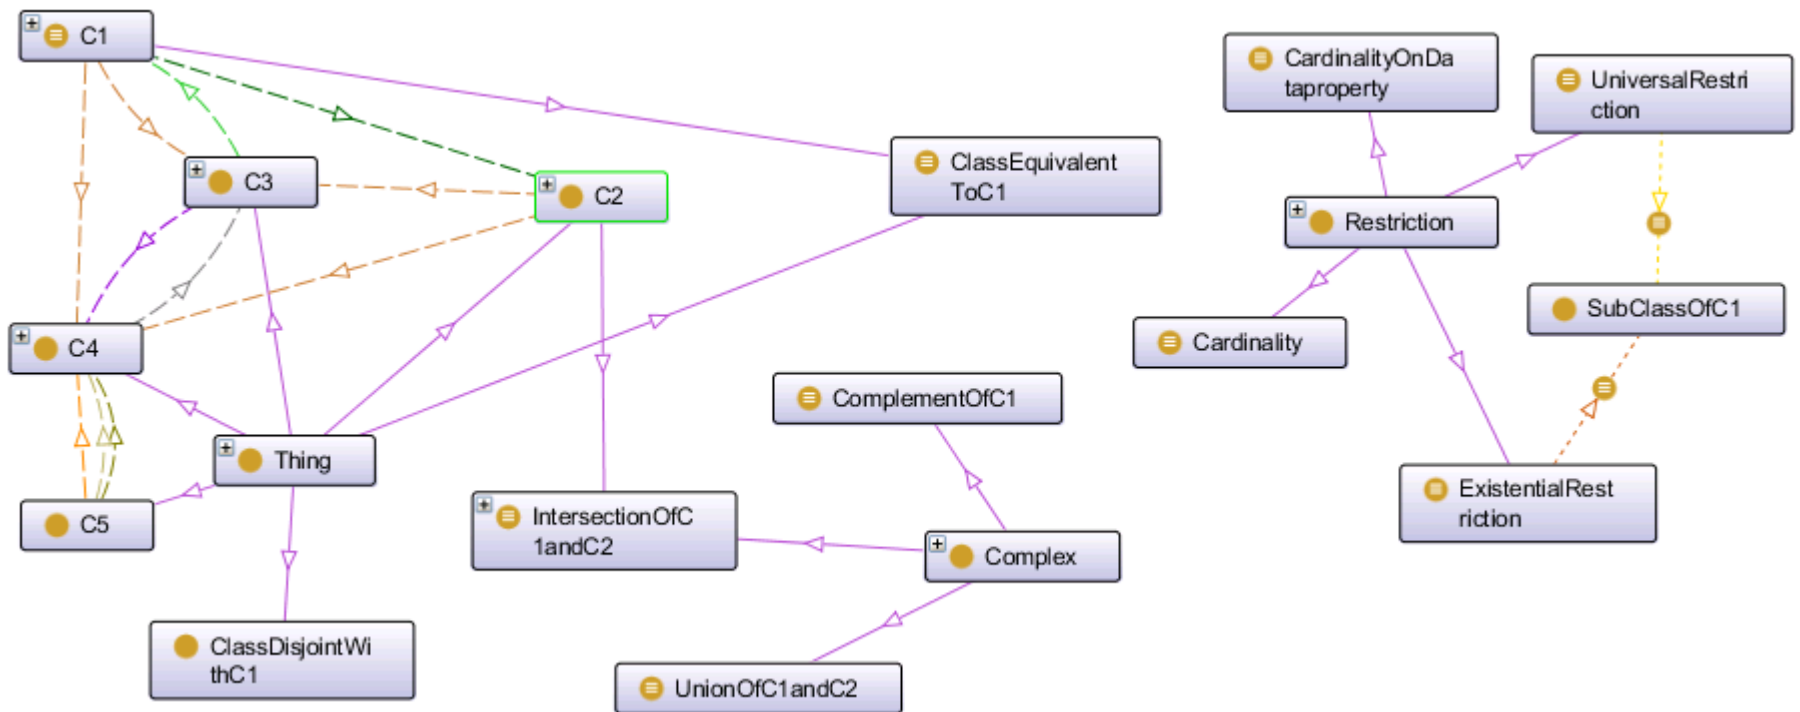 C1
CardinalityOnDa
taproperty
UniversalRestri
ction
ClassEquivalent
ToC1
C3
C2
Restriction
SubClassOfC1
C4
Cardinality
ComplementOfC1
Thing
ExistentialRest
riction
C5
IntersectionOfC
1andC2
Complex
ClassDisjointWi
thC1
UnionOfC1andC2